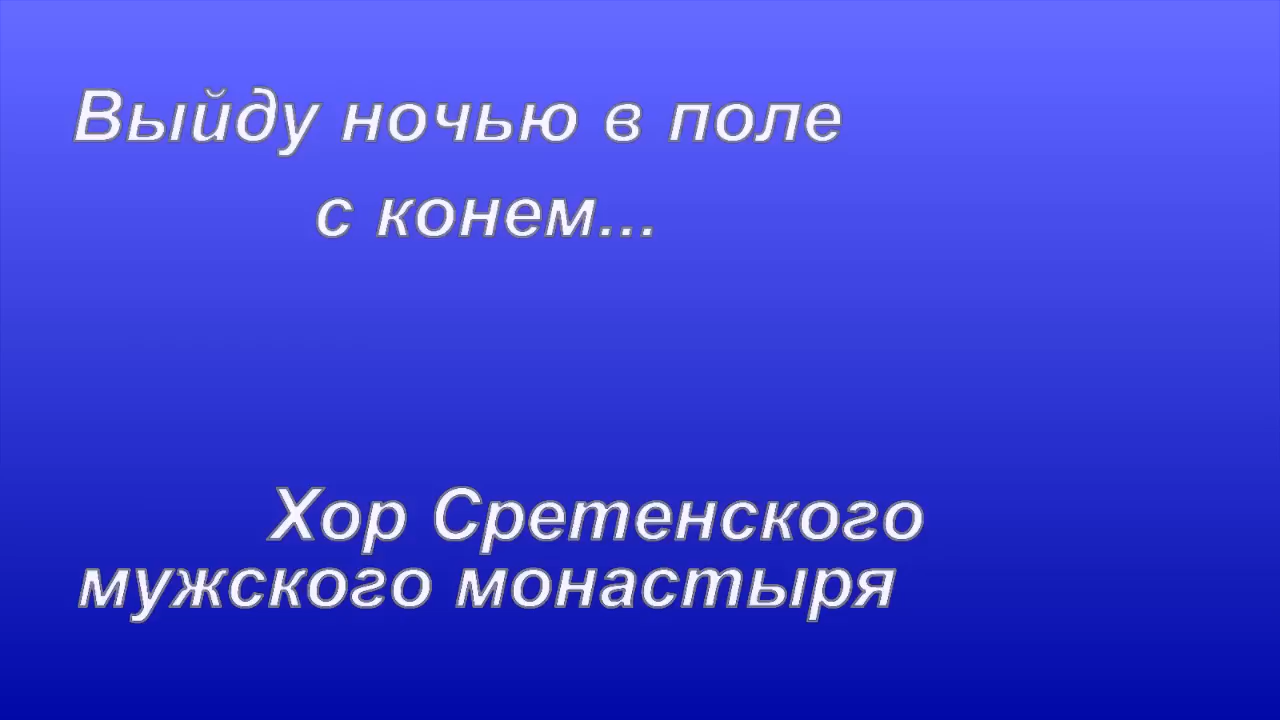 Выйду ночью в поле
с конем...
Хор Сретенского
мужского монастыря